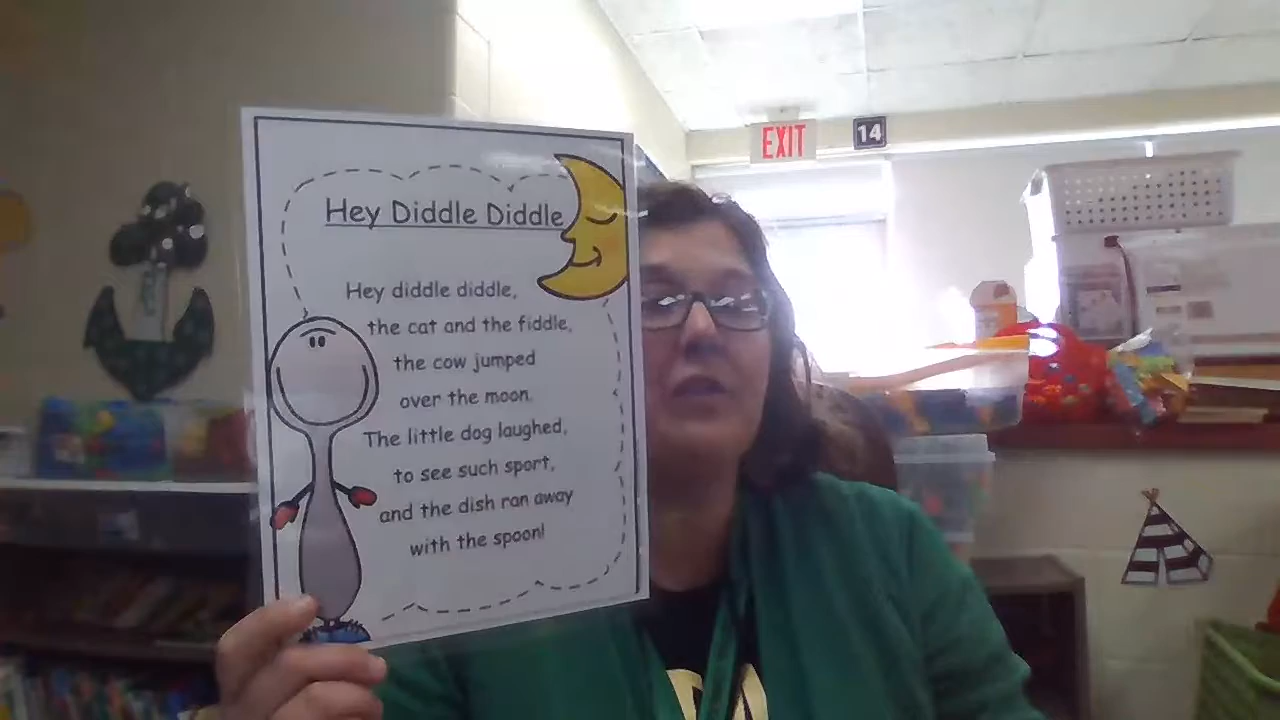 Hey Diddle Diddle
Hey diddle diddle,
the cat and the fiddle,
the cow jumped
over the moon.
The little dog laughed,
to see such sport,
and the dish ran away
with the spoon!
EXIT
14